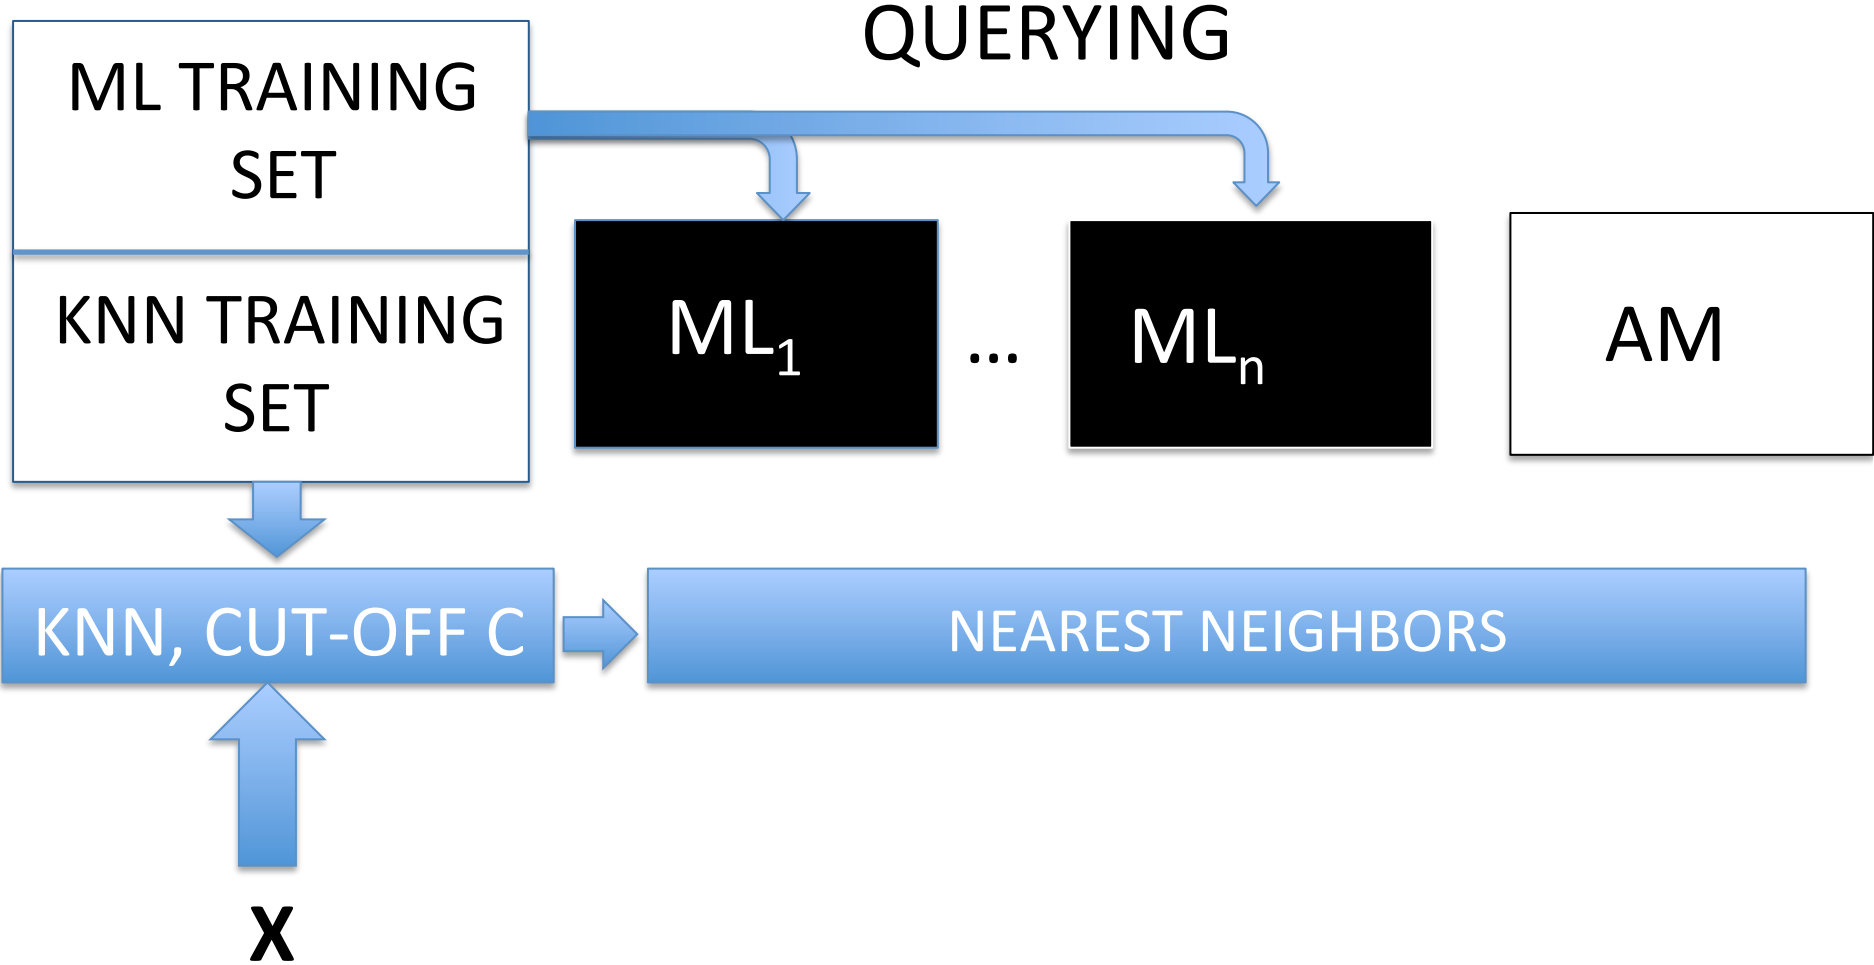 QUERYING
ML TRAINING
SET
KNN TRAINING
SET
ML1
...
MLn
AM
KNN, CUT-OFF C
NEAREST NEIGHBORS
X